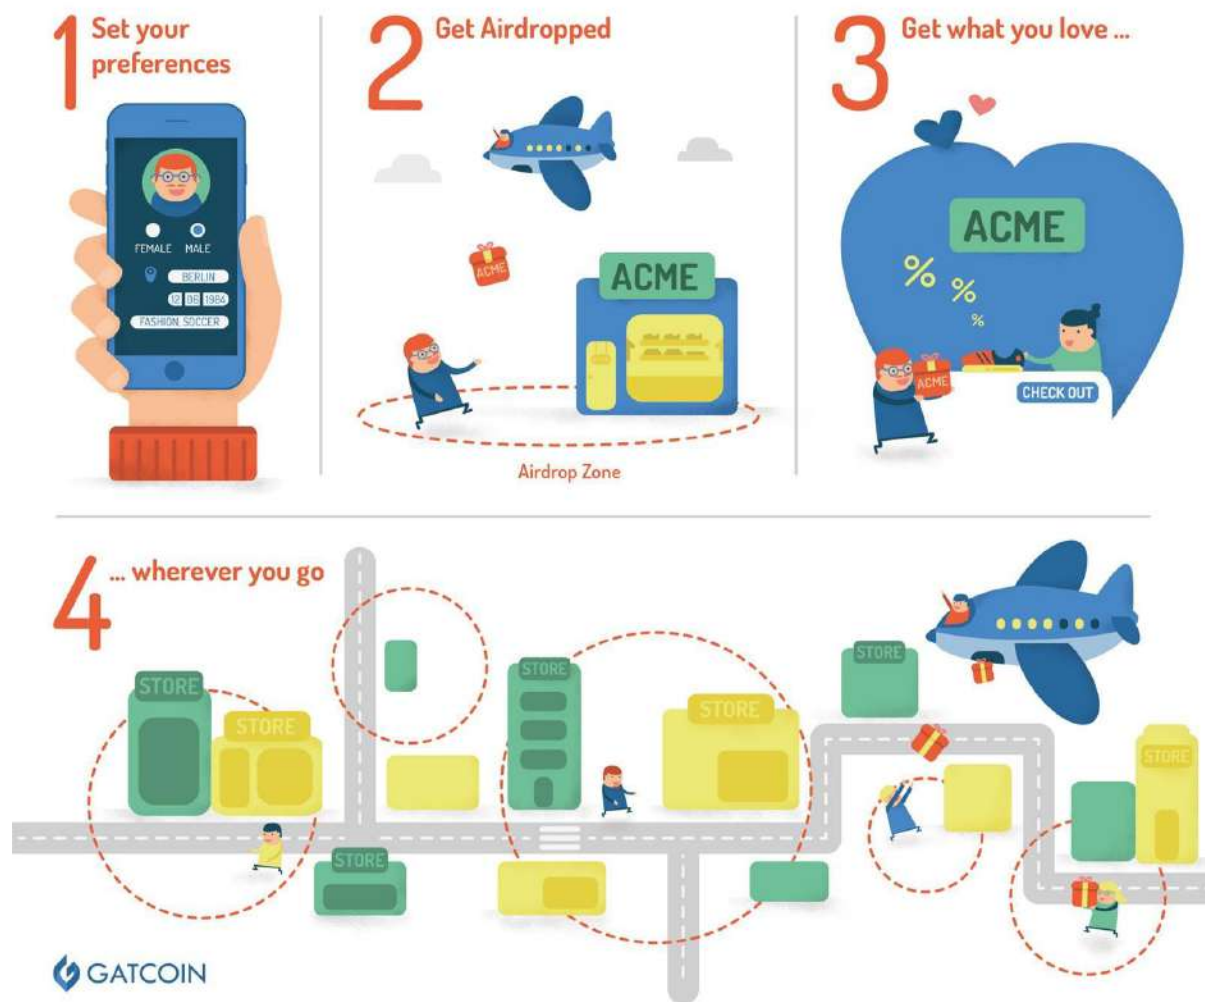 1 Set your
preferences
FEMALE MALE
BERLIN
12 06 1984
FASHION, SOCCER
2 Get Airdropped
ACME
ACME
Airdrop Zone
3 Get what you love ...
ACME
% % %
ACME
CHECK OUT
4 ... wherever you go
STORE
STORE
STORE
STORE
STORE
STORE
STORE
GATCOIN